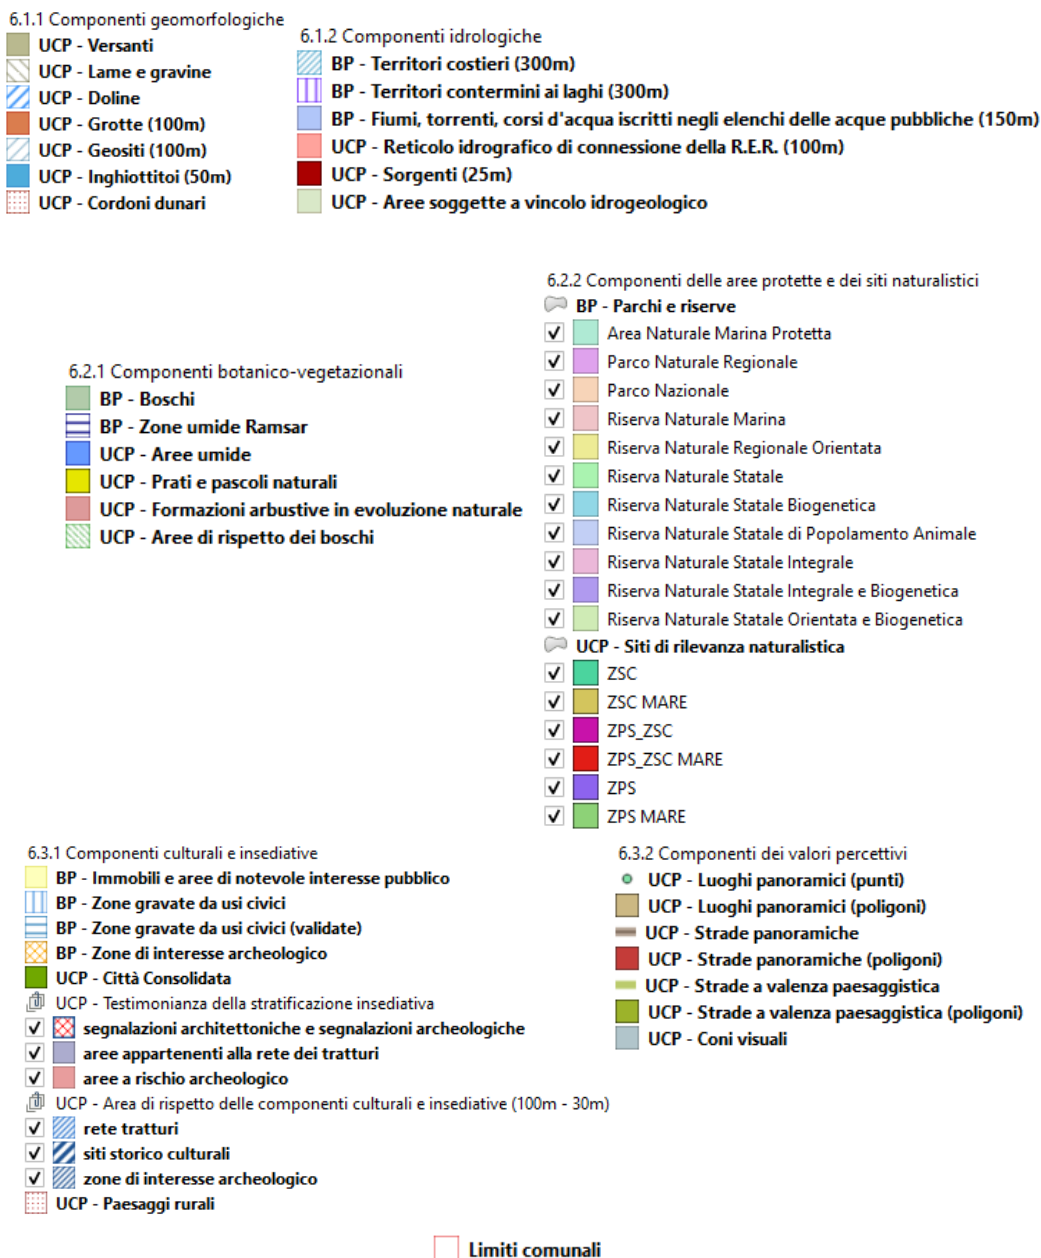 6.1.1 Componenti geomorfologiche
UCP - Versanti
UCP - Lame e gravine
UCP - Doline
UCP - Grotte (100m)
UCP - Geositi (100m)
UCP - Inghiottitoi (50m)
UCP - Cordoni dunari
6.1.2 Componenti idrologiche
BP - Territori costieri (300m)
BP - Territori contermini ai laghi (300m)
BP - Fiumi, torrenti, corsi d'acqua iscritti negli elenchi delle acque pubbliche (150m)
UCP - Reticolo idrografico di connessione della R.E.R. (100m)
UCP - Sorgenti (25m)
UCP - Aree soggette a vincolo idrogeologico
6.2.1 Componenti botanico-vegetazionali
BP - Boschi
BP - Zone umide Ramsar
UCP - Aree umide
UCP - Prati e pascoli naturali
UCP - Formazioni arbustive in evoluzione naturale
UCP - Aree di rispetto dei boschi
6.2.2 Componenti delle aree protette e dei siti naturalistici
BP - Parchi e riserve
Area Naturale Marina Protetta
Parco Naturale Regionale
Parco Nazionale
Riserva Naturale Marina
Riserva Naturale Regionale Orientata
Riserva Naturale Statale
Riserva Naturale Statale Biogenetica
Riserva Naturale Statale di Popolamento Animale
Riserva Naturale Statale Integrale
Riserva Naturale Statale Integrale e Biogenetica
Riserva Naturale Statale Orientata e Biogenetica
UCP - Siti di rilevanza naturalistica
ZSC
ZSC MARE
ZPS_ZSC
ZPS_ZSC MARE
ZPS
ZPS MARE
6.3.1 Componenti culturali e insediative
BP - Immobili e aree di notevole interesse pubblico
BP - Zone gravate da usi civici
BP - Zone gravate da usi civici (validate)
BP - Zone di interesse archeologico
UCP - Città Consolidata
UCP - Testimonianza della stratificazione insediativa
segnalazioni architettoniche e segnalazioni archeologiche
aree appartenenti alla rete dei tratturi
aree a rischio archeologico
UCP - Area di rispetto delle componenti culturali e insediative (100m - 30m)
rete tratturi
siti storico culturali
zone di interesse archeologico
UCP - Paesaggi rurali
6.3.2 Componenti dei valori percettivi
UCP - Luoghi panoramici (punti)
UCP - Luoghi panoramici (poligoni)
UCP - Strade panoramiche
UCP - Strade panoramiche (poligoni)
UCP - Strade a valenza paesaggistica
UCP - Strade a valenza paesaggistica (poligoni)
UCP - Coni visuali
Limiti comunali